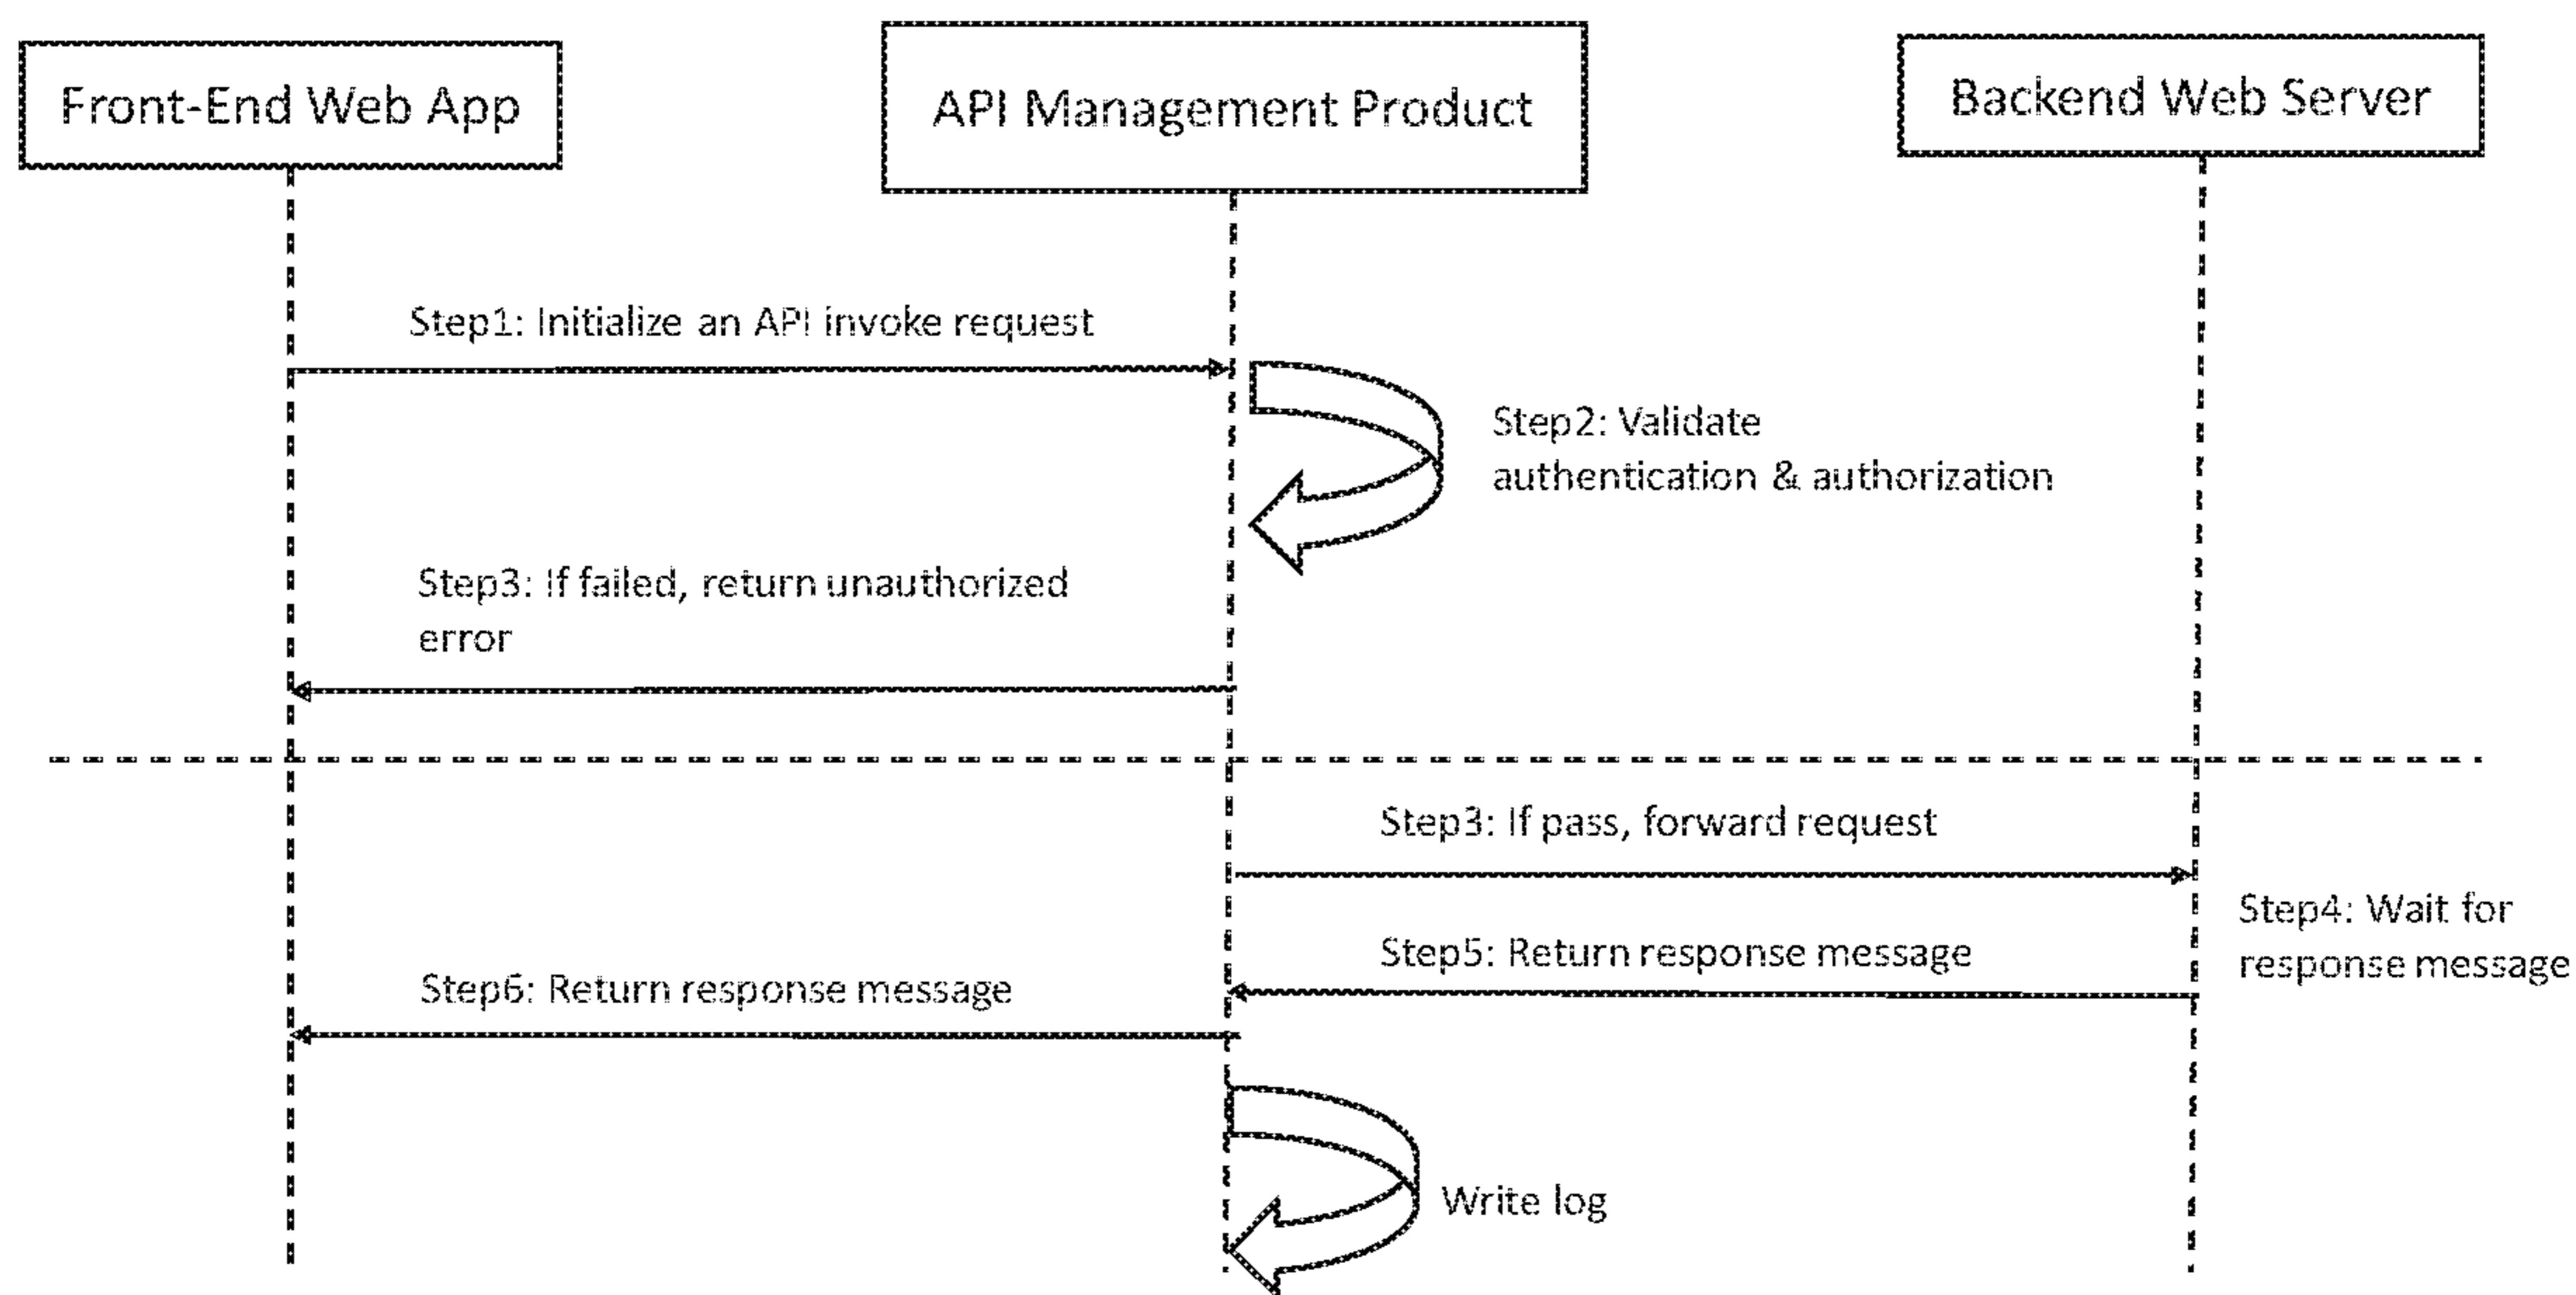 Front-End Web App
API Management Product
Backend Web Server
Step1: Initialize an API invoke request
Step2: Validate
authentication & authorization
Step3: If failed, return unauthorized
error
Step3: If pass, forward request
Step4: Wait for
response message
Step5: Return response message
Step6: Return response message
Write log